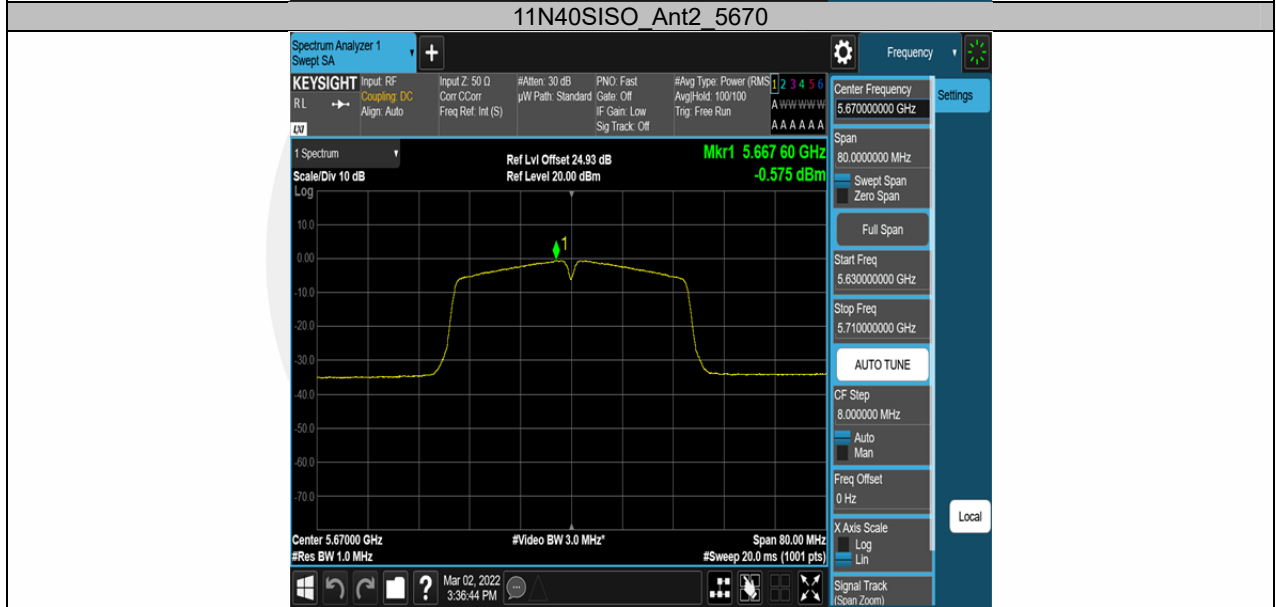 11N40SISO_Ant2_5670
Spectrum Analyzer 1
Swept SA
+
Frequency
KEYSIGHT
RL
LXI
Input: RF
Coupling: DC
Align: Auto
Input Z: 50 Ω
Corr CCorr
Freq Ref: Int (S)
#Atten: 30 dB
µW Path: Standard
PNO: Fast
Gate: Off
IF Gain: Low
Sig Track: Off
#Avg Type: Power (RMS
Avg|Hold: 100/100
Trig: Free Run
1 2 3 4 5 6
A W W W W W
A A A A A A
1 Spectrum
Scale/Div 10 dB
Log
Ref Lvl Offset 24.93 dB
Ref Level 20.00 dBm
Mkr1 5.667 60 GHz
-0.575 dBm
10.0
0.00
-10.0
-20.0
-30.0
-40.0
-50.0
-60.0
-70.0
1
Center 5.67000 GHz
#Res BW 1.0 MHz
#Video BW 3.0 MHz*
Span 80.00 MHz
#Sweep 20.0 ms (1001 pts)
?
Mar 02, 2022
3:36:44 PM
Center Frequency
5.670000000 GHz
Settings
Span
80.0000000 MHz
Swept Span
Zero Span
Full Span
Start Freq
5.630000000 GHz
Stop Freq
5.710000000 GHz
AUTO TUNE
CF Step
8.000000 MHz
Auto
Man
Freq Offset
0 Hz
X Axis Scale
Log
Lin
Local
Signal Track
(Span Zoom)